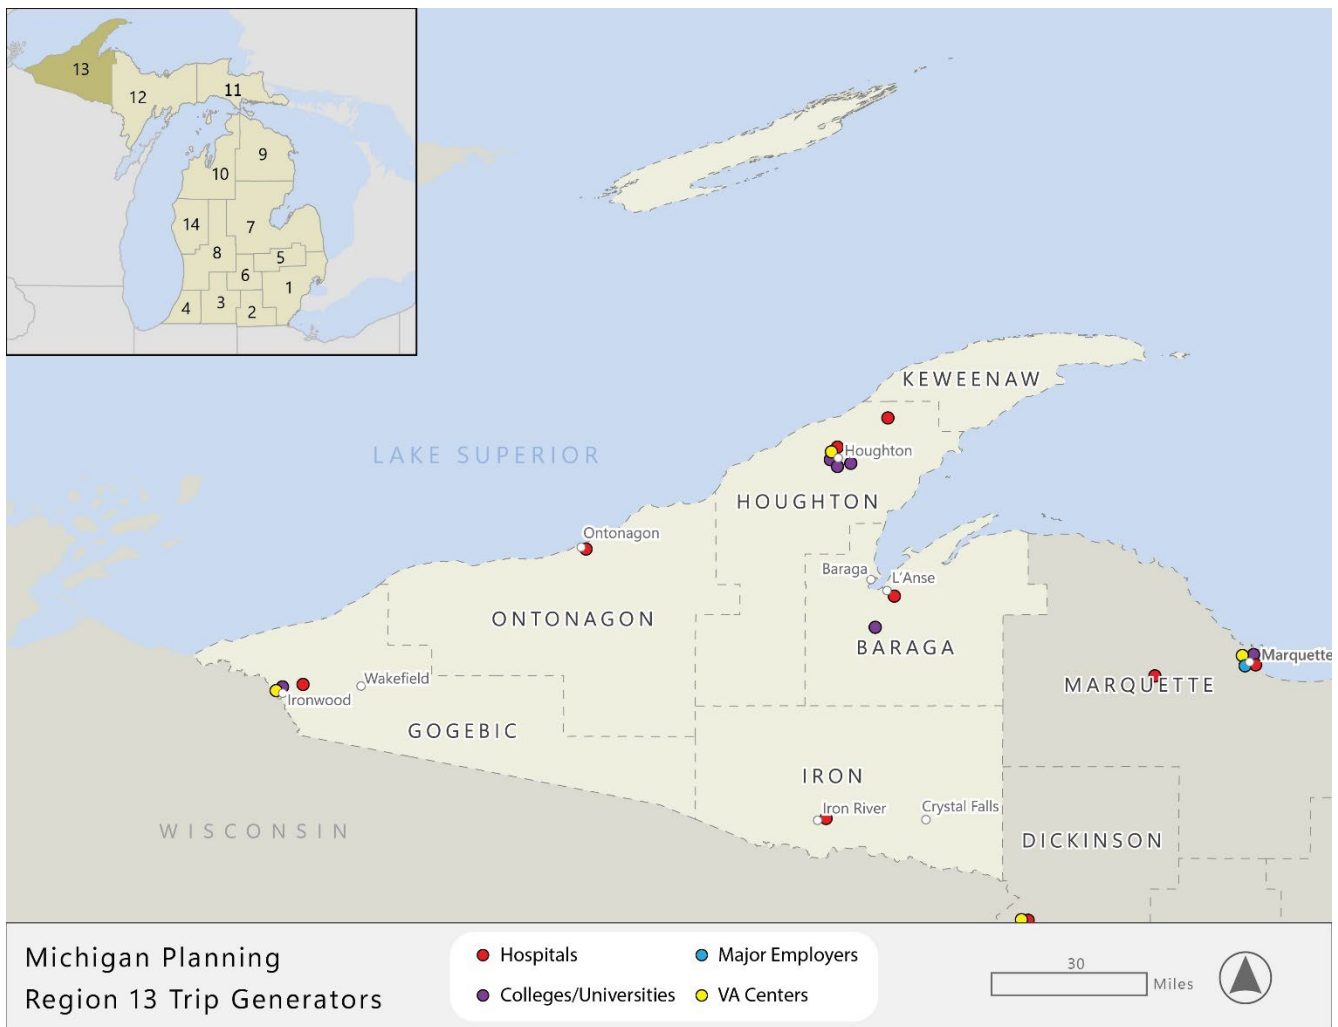 13
12
11
9
10
14
7
8
5
6
1
4
3
2
KEWEENAW
LAKE SUPERIOR
Houghton
HOUGHTON
Ontonagon
Baraga
L'Anse
ONTONAGON
BARAGA
Marquette
Wakefield
MARQUETTE
Ironwood
GOGEBIC
IRON
Iron River
Crystal Falls
WISCONSIN
DICKINSON
Michigan Planning
Region 13 Trip Generators
Hospitals
Major Employers
Colleges/Universities
VA Centers
30
Miles